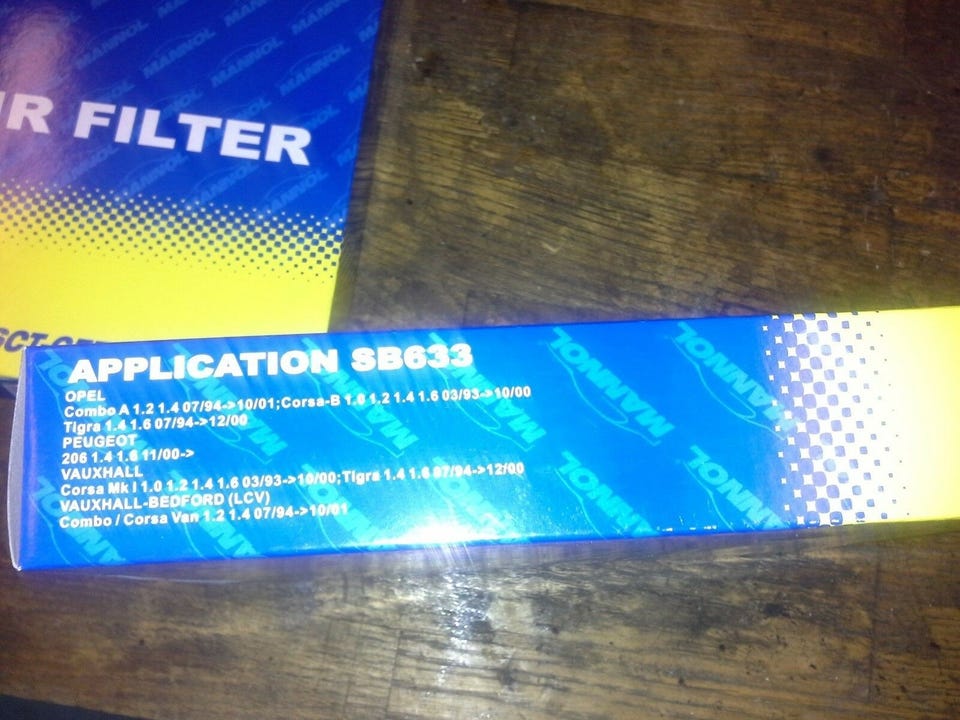 IR FILTER
SCT-GE
APPLICATION SB633
OPEL
Combo A 1.2 1.4 07/94->10/01;Corsa-B 1.0 1.2 1.4 1.6 03/93->10/00
Tigra 1.4 1.6 07/94->12/00
PEUGEOT
206 1.4 1.6 11/00->
VAUXHALL
Corsa Mk I 1.0 1.2 1.4 1.6 03/93->10/00;Tigra 1.4 1.6 07/94->12/00
VAUXHALL-BEDFORD (LCV)
Combo / Corsa Van 1.2 1.4 07/94->10/01
MANNOL